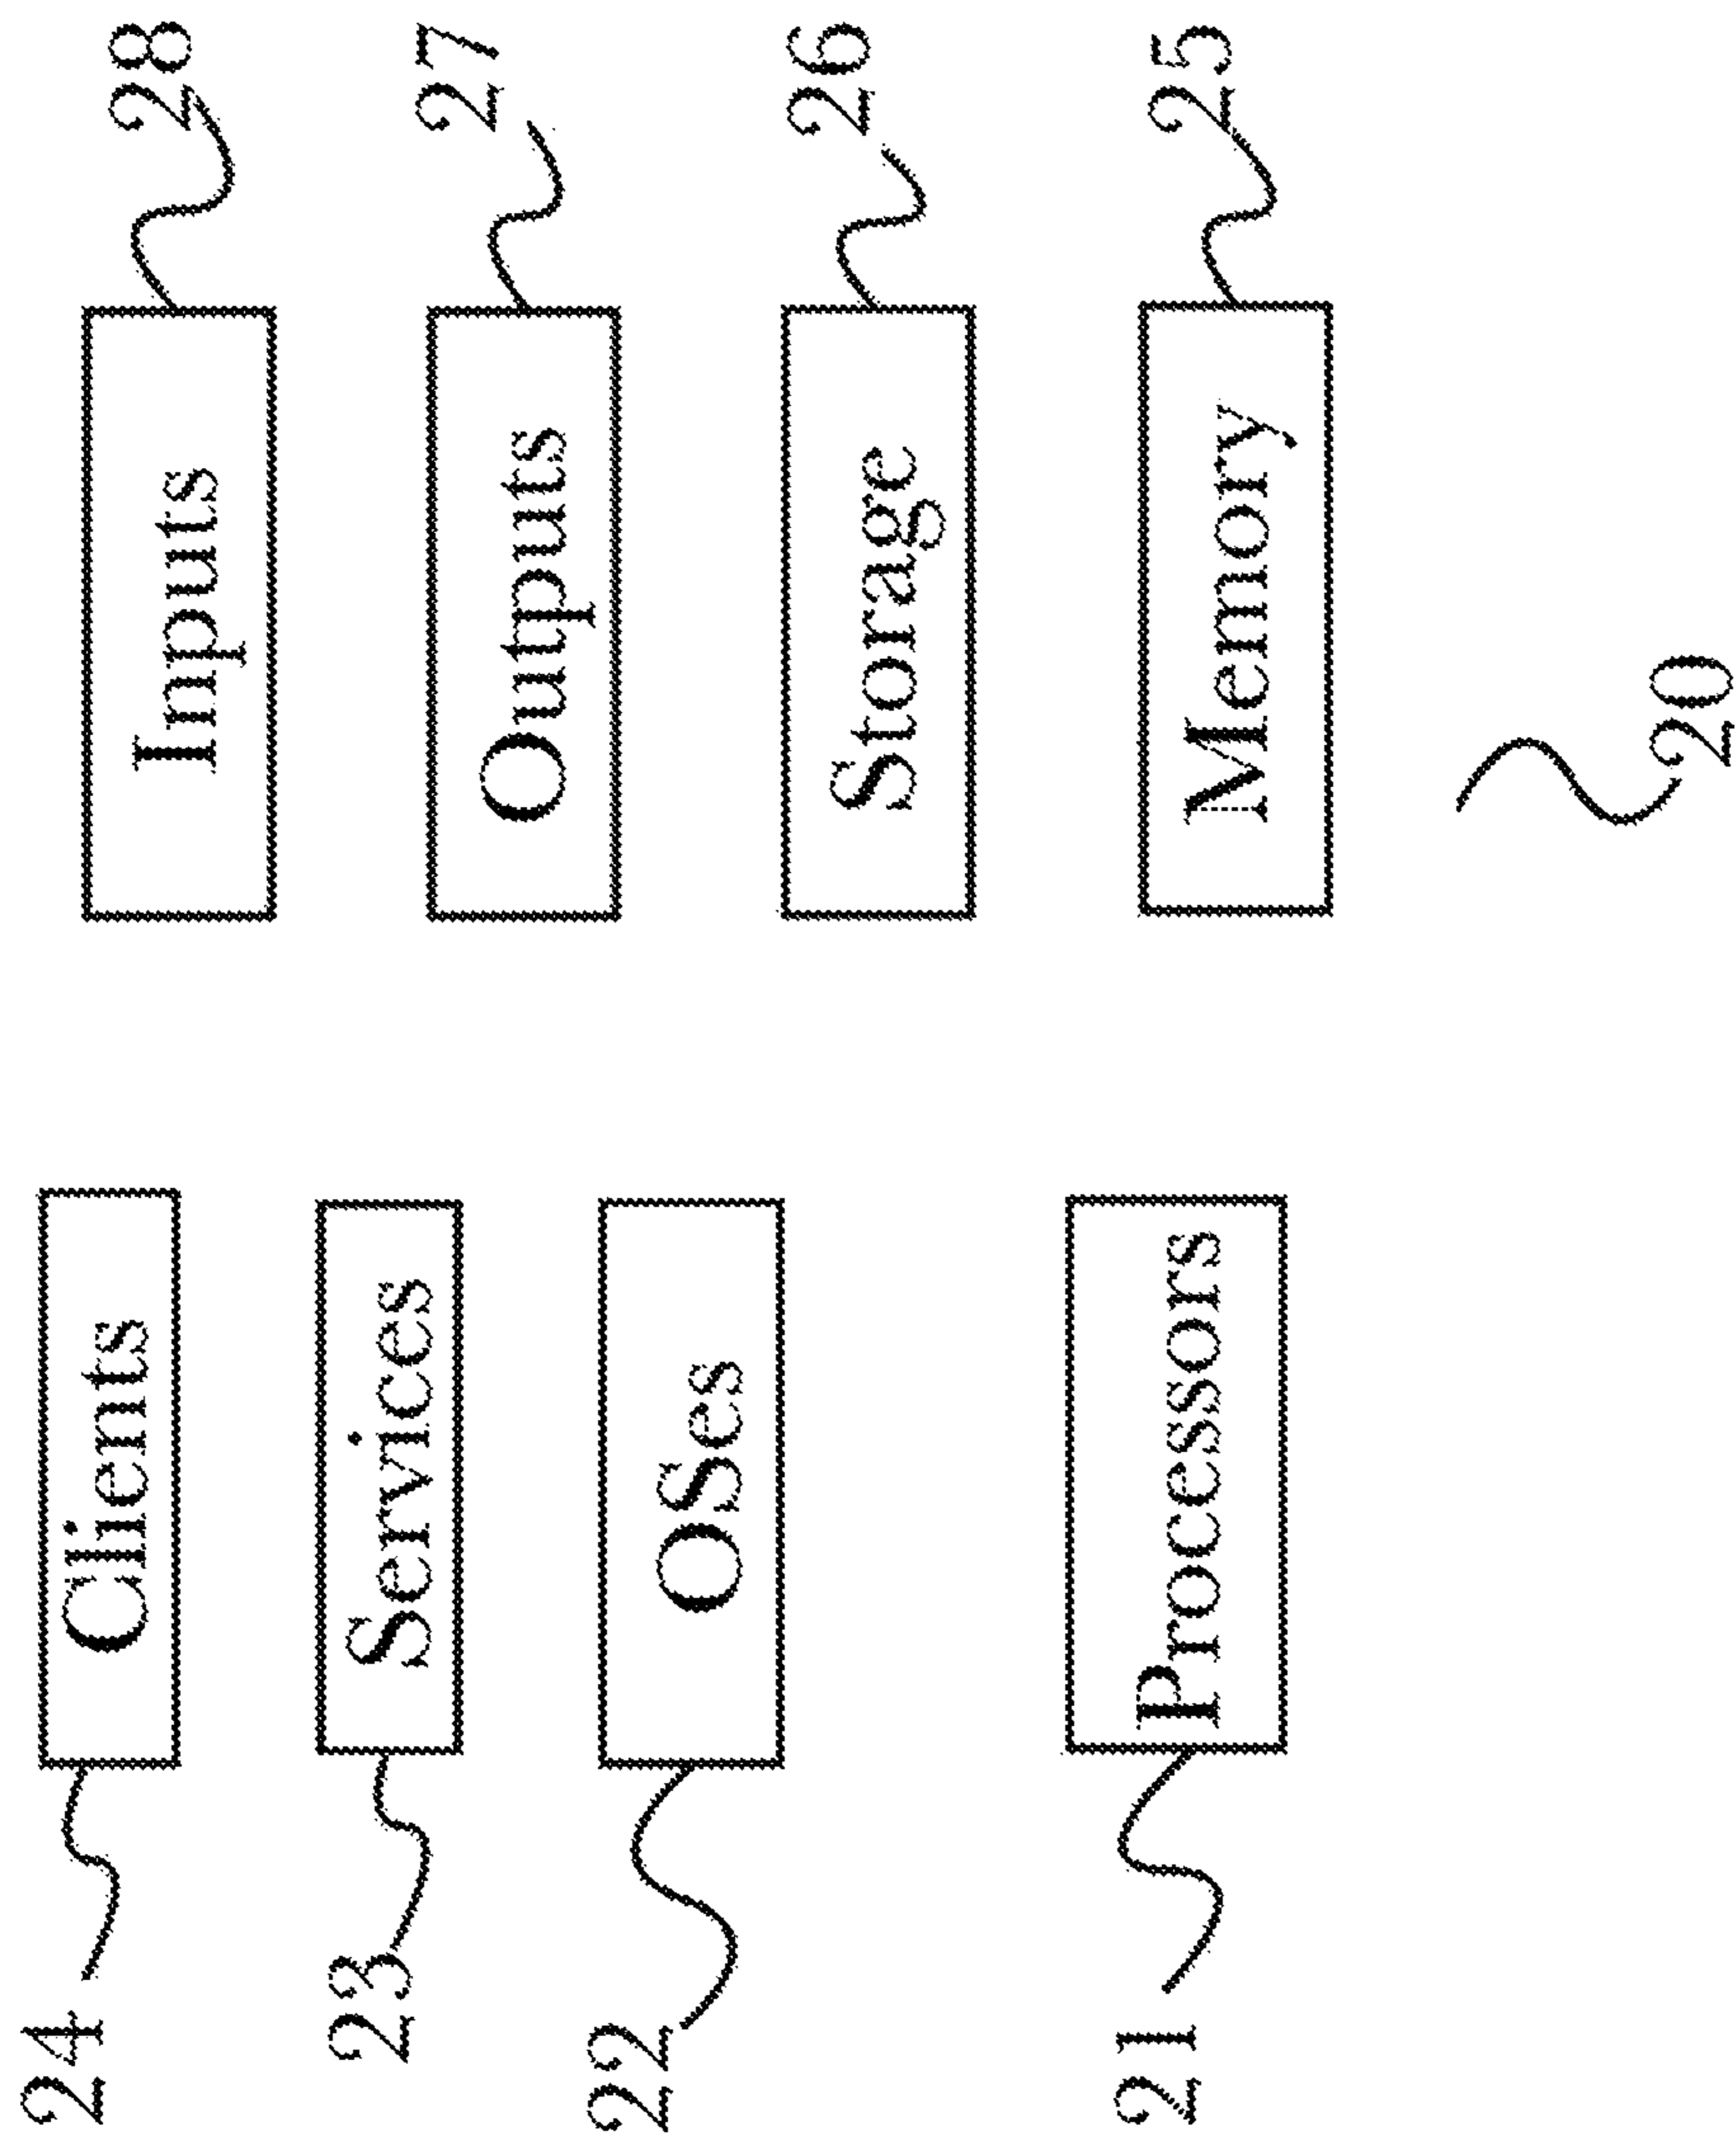 24 Clients Inputs 28
23 Services Outputs 27
22 OSes Storage 26
21 Processors Memory 25
20